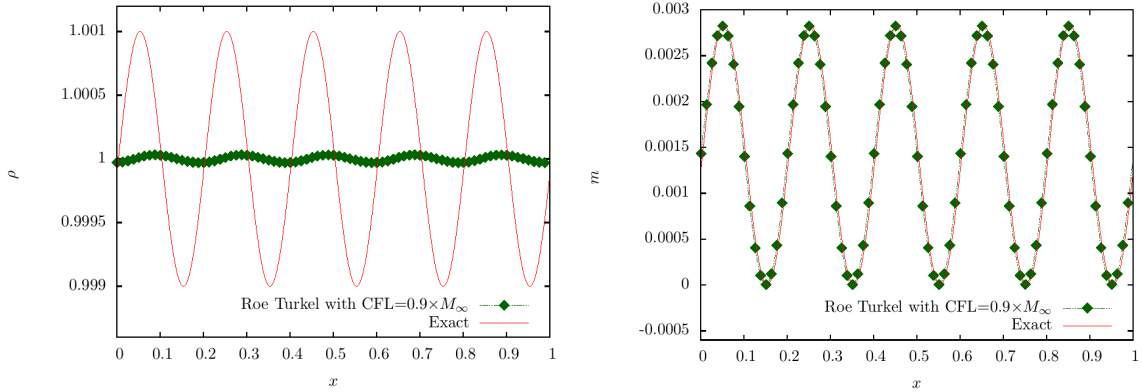 1.001
1.0005
1
0.9995
0.999
ρ
Roe Turkel with CFL=0.9×M∞
Exact
0 0.1 0.2 0.3 0.4 0.5 0.6 0.7 0.8 0.9 1
x
0.003
0.0025
0.002
0.0015
0.001
0.0005
0
-0.0005
m
Roe Turkel with CFL=0.9×M∞
Exact
0 0.1 0.2 0.3 0.4 0.5 0.6 0.7 0.8 0.9 1
x